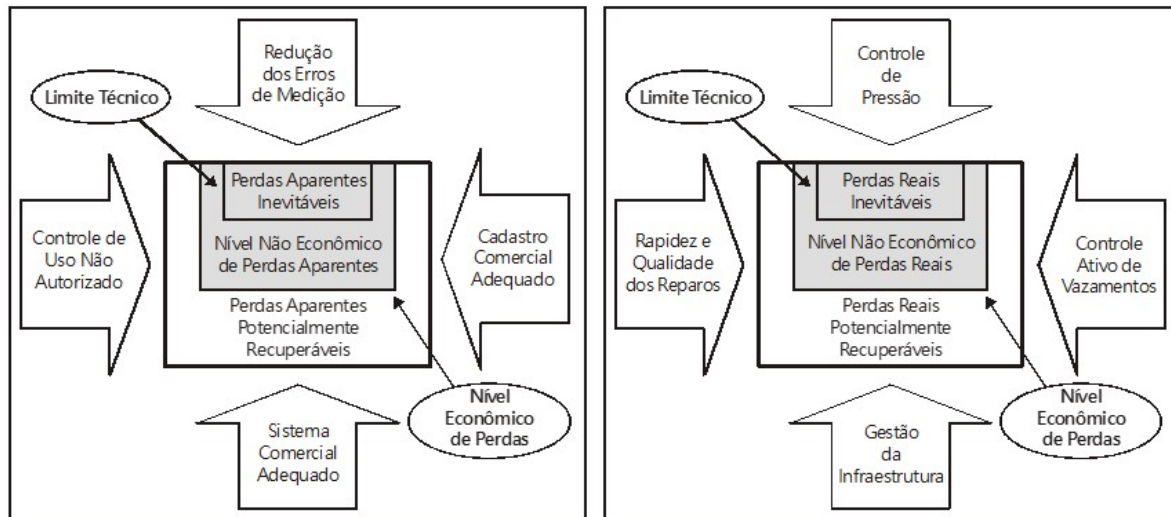 Redução
dos Erros
de Medição
Limite Técnico
Perdas Aparentes
Inevitáveis
Controle de
Uso Não
Autorizado
Nível Não Econômico
de Perdas Aparentes
Cadastro
Comercial
Adequado
Perdas Aparentes
Potencialmente
Recuperáveis
Nível
Econômico
de Perdas
Sistema
Comercial
Adequado
Controle
de
Pressão
Limite Técnico
Perdas Reais
Inevitáveis
Rapidez e
Qualidade
dos Reparos
Nível Não Econômico
de Perdas Reais
Controle
Ativo de
Vazamentos
Perdas Reais
Potencialmente
Recuperáveis
Nível
Econômico
de Perdas
Gestão
da
Infraestrutura